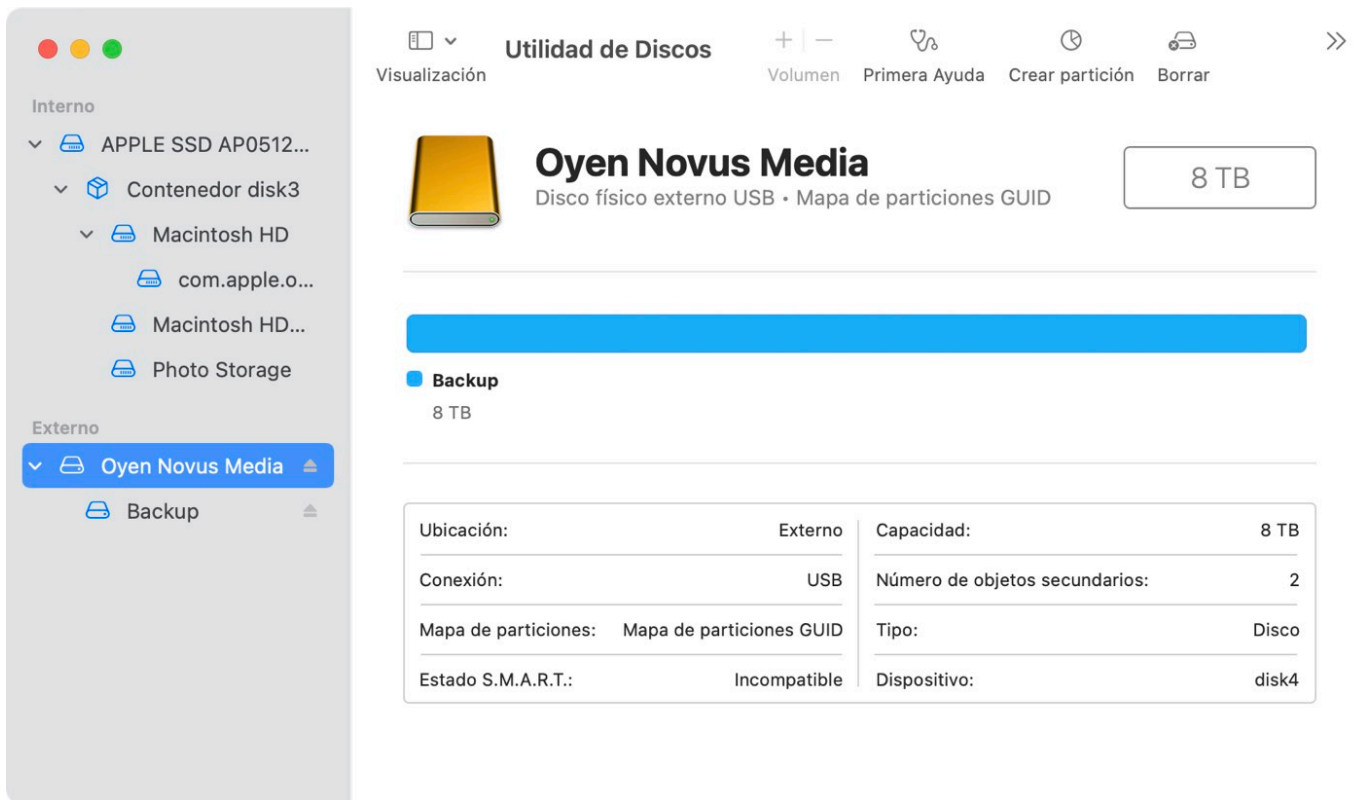 Utilidad de Discos
Visualización
Volumen
Primera Ayuda
Crear partición
Borrar
Interno
APPLE SSD AP0512...
Contenedor disk3
Macintosh HD
com.apple.o...
Macintosh HD...
Photo Storage
Externo
Oyen Novus Media
Backup
Oyen Novus Media
Disco físico externo USB • Mapa de particiones GUID
8 TB
Backup
8 TB
Ubicación: Externo
Conexión: USB
Mapa de particiones: Mapa de particiones GUID
Estado S.M.A.R.T.: Incompatible
Capacidad: 8 TB
Número de objetos secundarios: 2
Tipo: Disco
Dispositivo: disk4